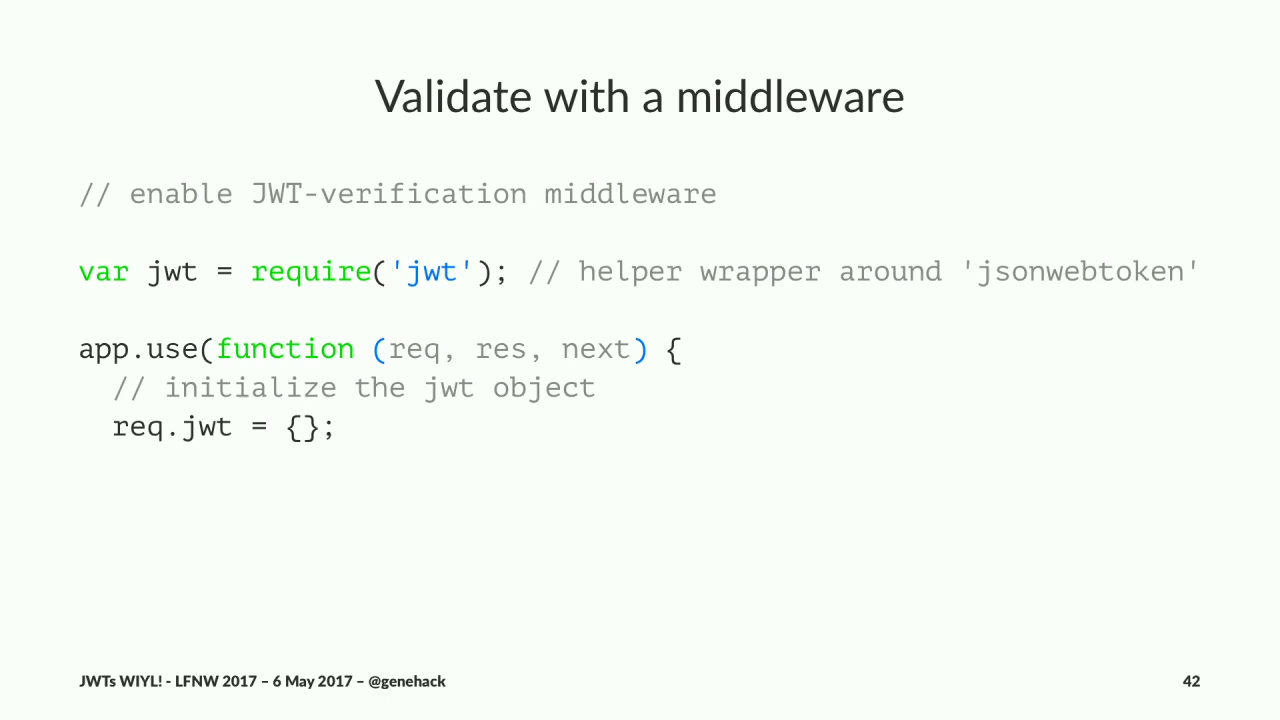 Validate with a middleware
// enable JWT-verification middleware
var jwt = require('jwt'); // helper wrapper around 'jsonwebtoken'
app.use(function (req, res, next) {
  // initialize the jwt object
  req.jwt = {};
JWTs WIYL! - LFNW 2017 – 6 May 2017 – @genehack
42